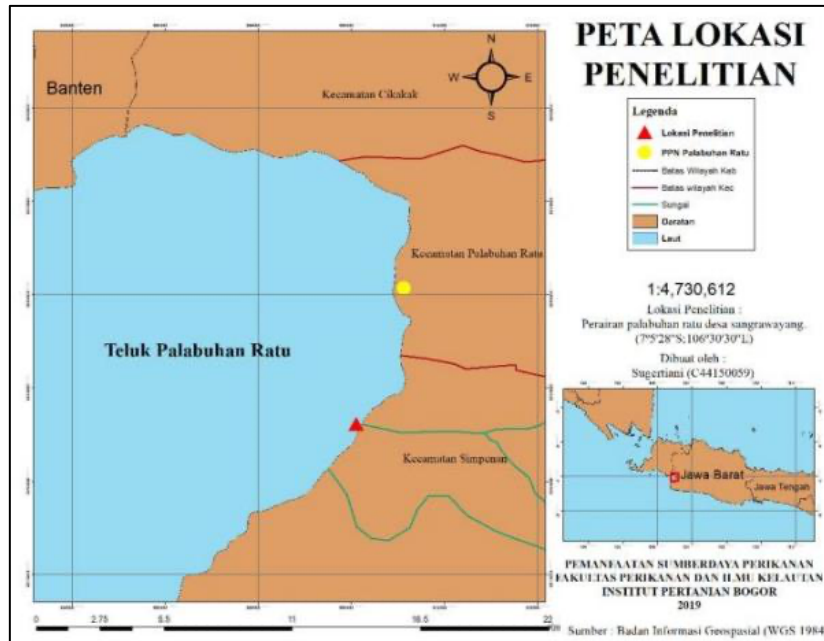 PETA LOKASI
PENELITIAN
Legenda
Lokasi Penelitian
PPN Palabuhan Ratu
Batas Wilayah Kab
Batas wilayah Kec
Sungai
Daratan
Laut
1:4,730,612
Lokasi Penelitian :
Perairan palabuhan ratu desa sangrawayang.
(7°5'28"S;106°30'30"E)
Dibuat oleh :
Sugertiani (C44150059)
Jawa Barat
Jawa Tengah
PEMANFAATAN SUMBERDAYA PERIKANAN
FAKULTAS PERIKANAN DAN ILMU KELAUTAN
INSTITUT PERTANIAN BOGOR
2019
Sumber : Badan Informasi Geospasial (WGS 1984
N
W E
S
Banten
Kecamatan Cikakak
Kecamatan Palabuhan Ratu
Teluk Palabuhan Ratu
Kecamatan Simpenan
0 2.75 5.5 11 16.5 22